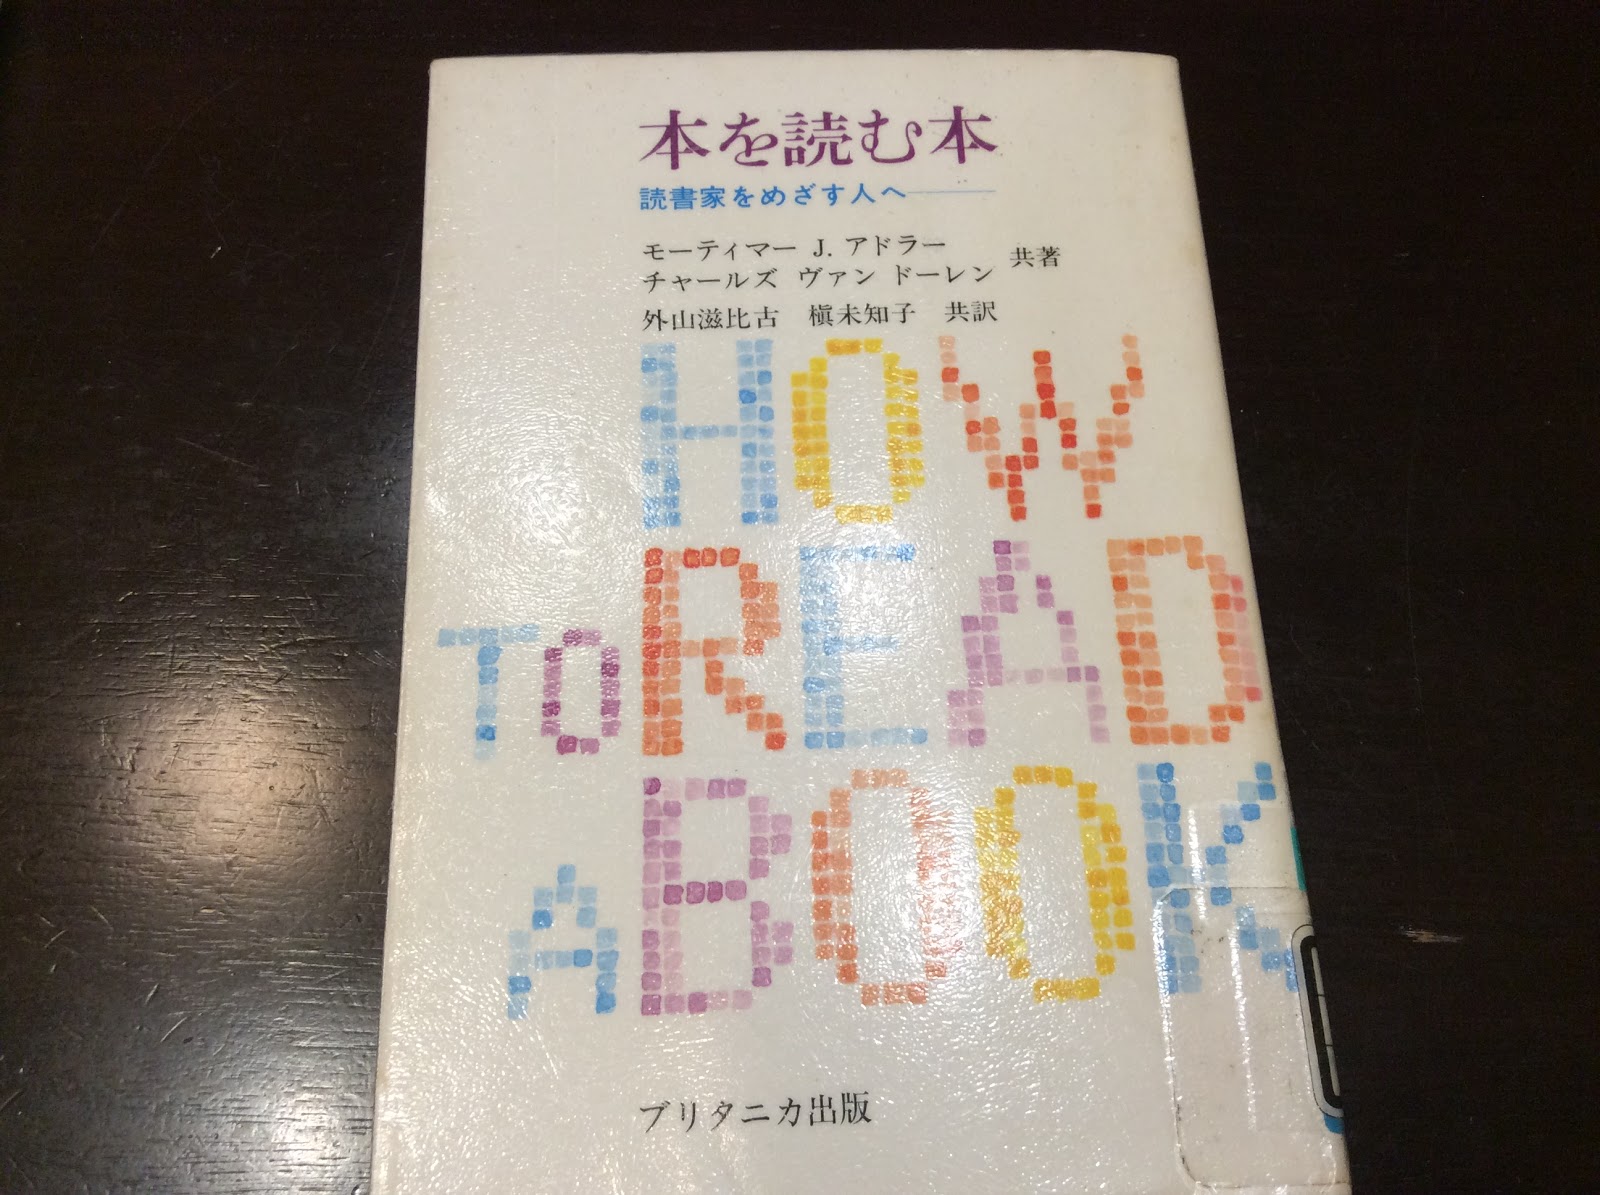 本を読む本
読書家をめざす人へ――
モーティマー J. アドラー
チャールズ ヴァン ドーレン 共著
外山滋比古 槇未知子 共訳
HOW
TO READ
A BOOK
ブリタニカ出版